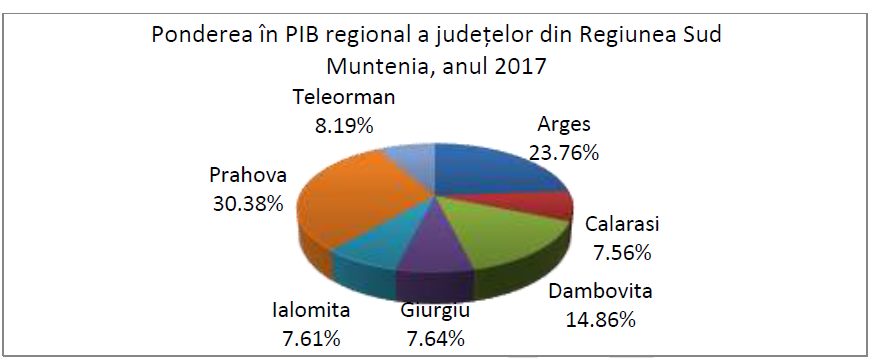 Ponderea în PIB regional a județelor din Regiunea Sud
Muntenia, anul 2017
Teleorman
8.19%
Arges
23.76%
Prahova
30.38%
Calarasi
7.56%
Dambovita
14.86%
Ialomita
7.61%
Giurgiu
7.64%